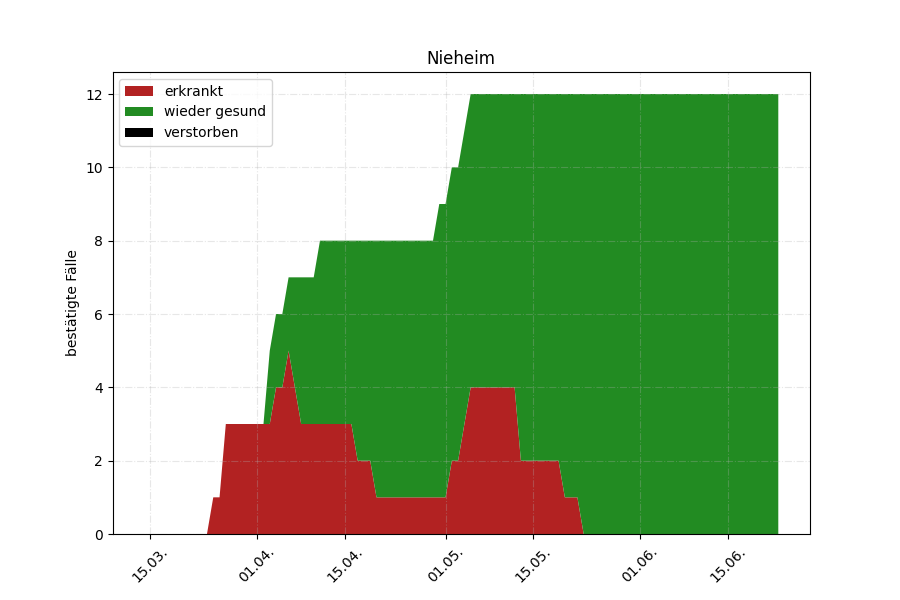 Nieheim
erkrankt
wieder gesund
verstorben
bestätigte Fälle
12
10
8
6
4
2
0
15.03.
01.04.
15.04.
01.05.
15.05.
01.06.
15.06.